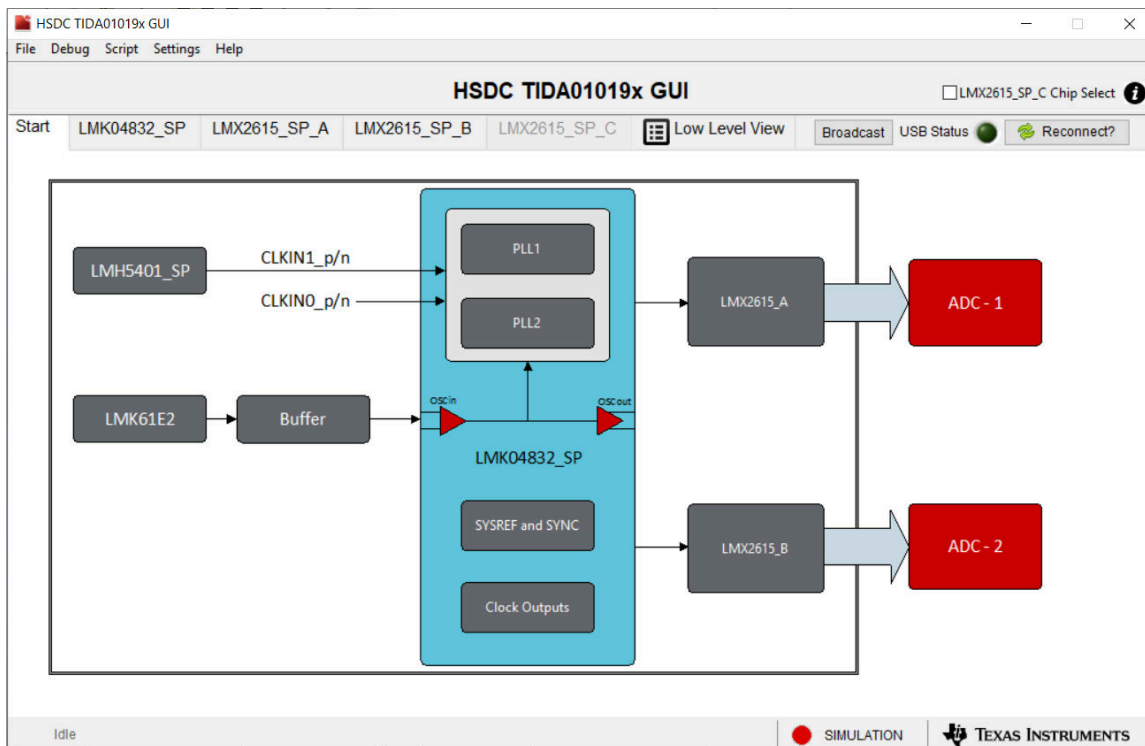 HSDC TIDA01019x GUI
File Debug Script Settings Help
HSDC TIDA01019x GUI
LMX2615_SP_C Chip Select i
Start LMK04832_SP LMX2615_SP_A LMX2615_SP_B LMX2615_SP_C Low Level View Broadcast USB Status Reconnect?
PLL1
CLKIN1_p/n
LMH5401_SP
CLKIN0_p/n
LMX2615_A
ADC - 1
PLL2
OSCin
OSCout
LMK61E2
Buffer
LMK04832_SP
SYSREF and SYNC
LMX2615_B
ADC - 2
Clock Outputs
Idle
SIMULATION
TEXAS INSTRUMENTS